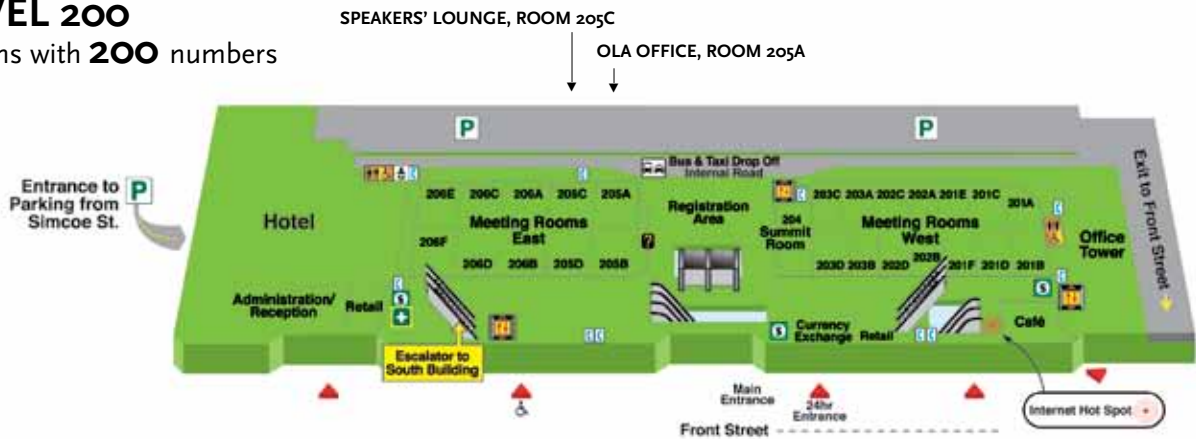 VEL 200
ns with 200 numbers
SPEAKERS' LOUNGE, ROOM 205C
OLA OFFICE, ROOM 205A
P
P
Bus & Taxi Drop Off
Internal Road
Exit to Front Street
Entrance to
Parking from
Simcoe St.
P
Hotel
206E 206C 206A 205C 205A
Meeting Rooms
East
206F
206D 206B 205D 205B
Registration
Area
?
204
Summit
Room
203C 203A 202C 202A 201E 201C
201A
Meeting Rooms
West
202B
203D 203B 202D 201F 201D 201B
Office
Tower
Administration/
Reception
Retail
$
Escalator to
South Building
$
Currency
Exchange
Retail
$
Café
Main
Entrance
24hr
Entrance
Front Street
Internet Hot Spot